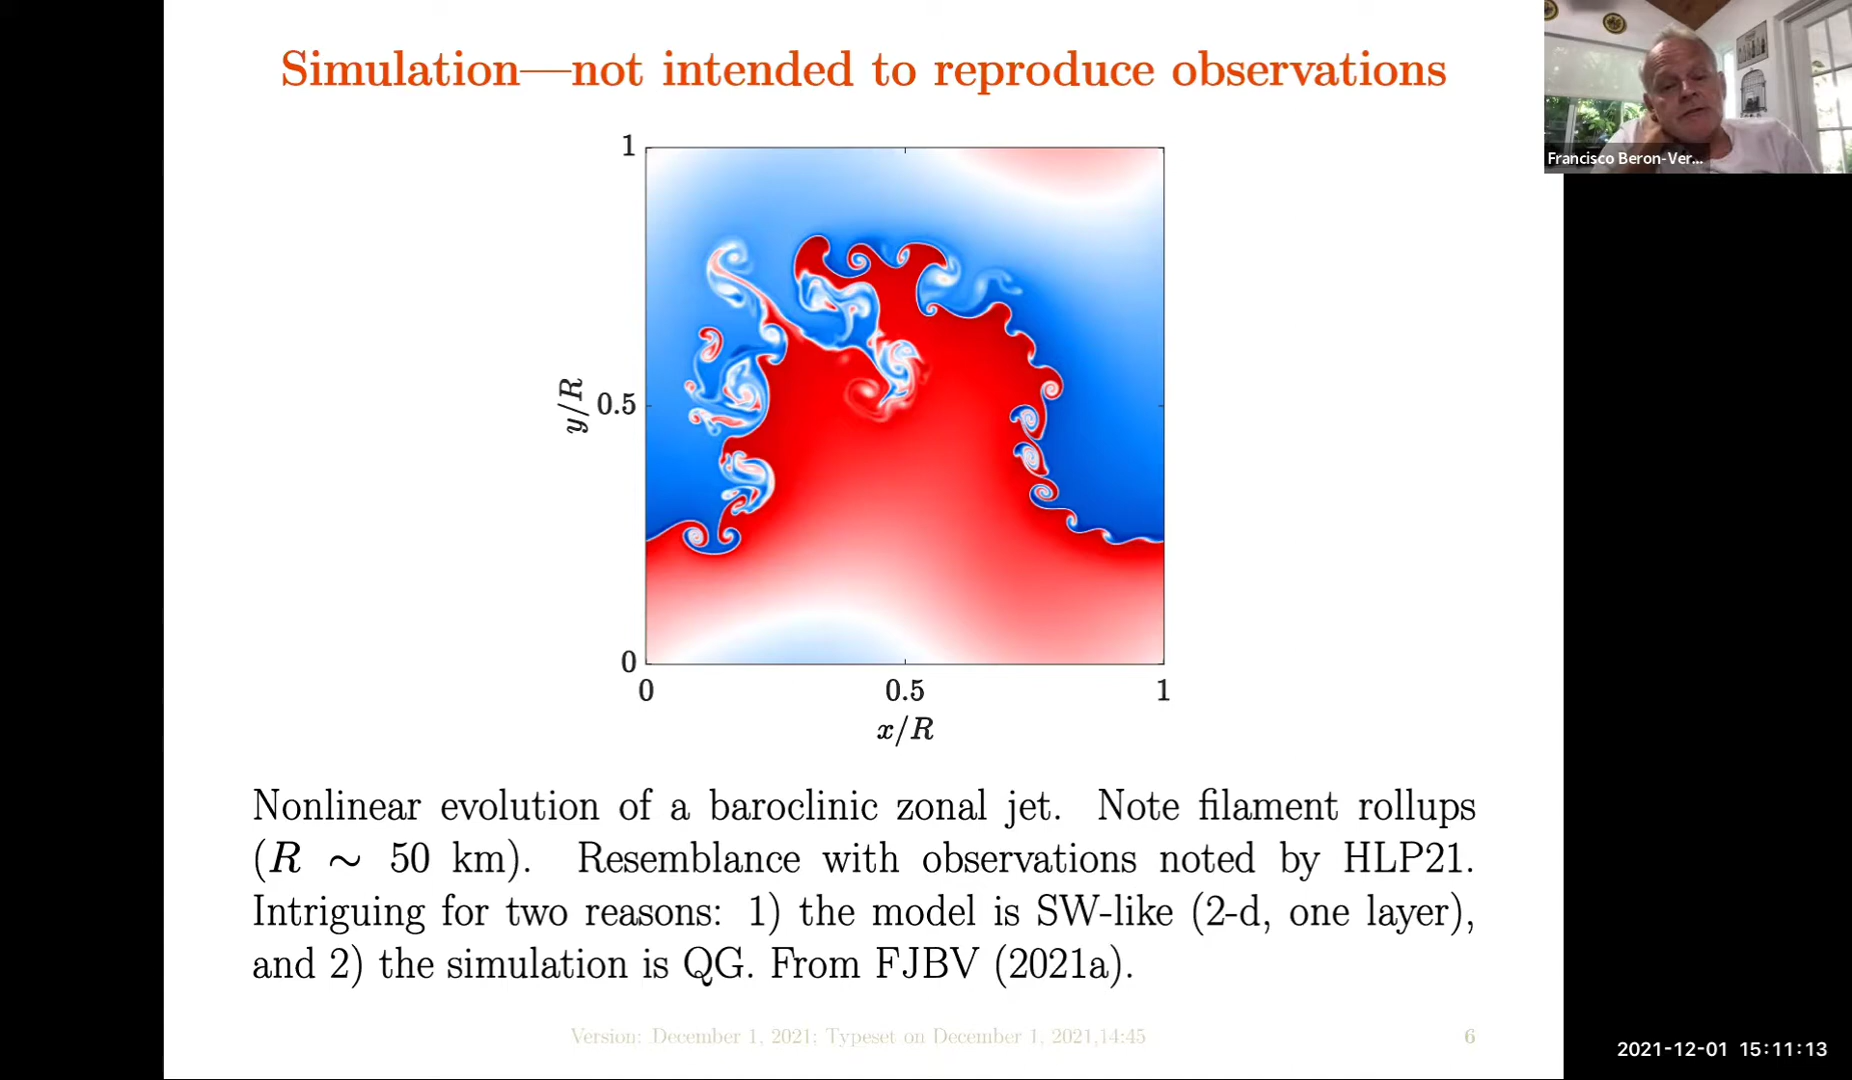 Simulation—not intended to reproduce observations
Francisco Beron-Ver...
1
y/R
0.5
0
0
0.5
1
x/R
Nonlinear evolution of a baroclinic zonal jet. Note filament rollups
(R ∼ 50 km). Resemblance with observations noted by HLP21.
Intriguing for two reasons: 1) the model is SW-like (2-d, one layer),
and 2) the simulation is QG. From FJBV (2021a).
Version: December 1, 2021; Typeset on December 1, 2021,14:45
6
2021-12-01 15:11:13